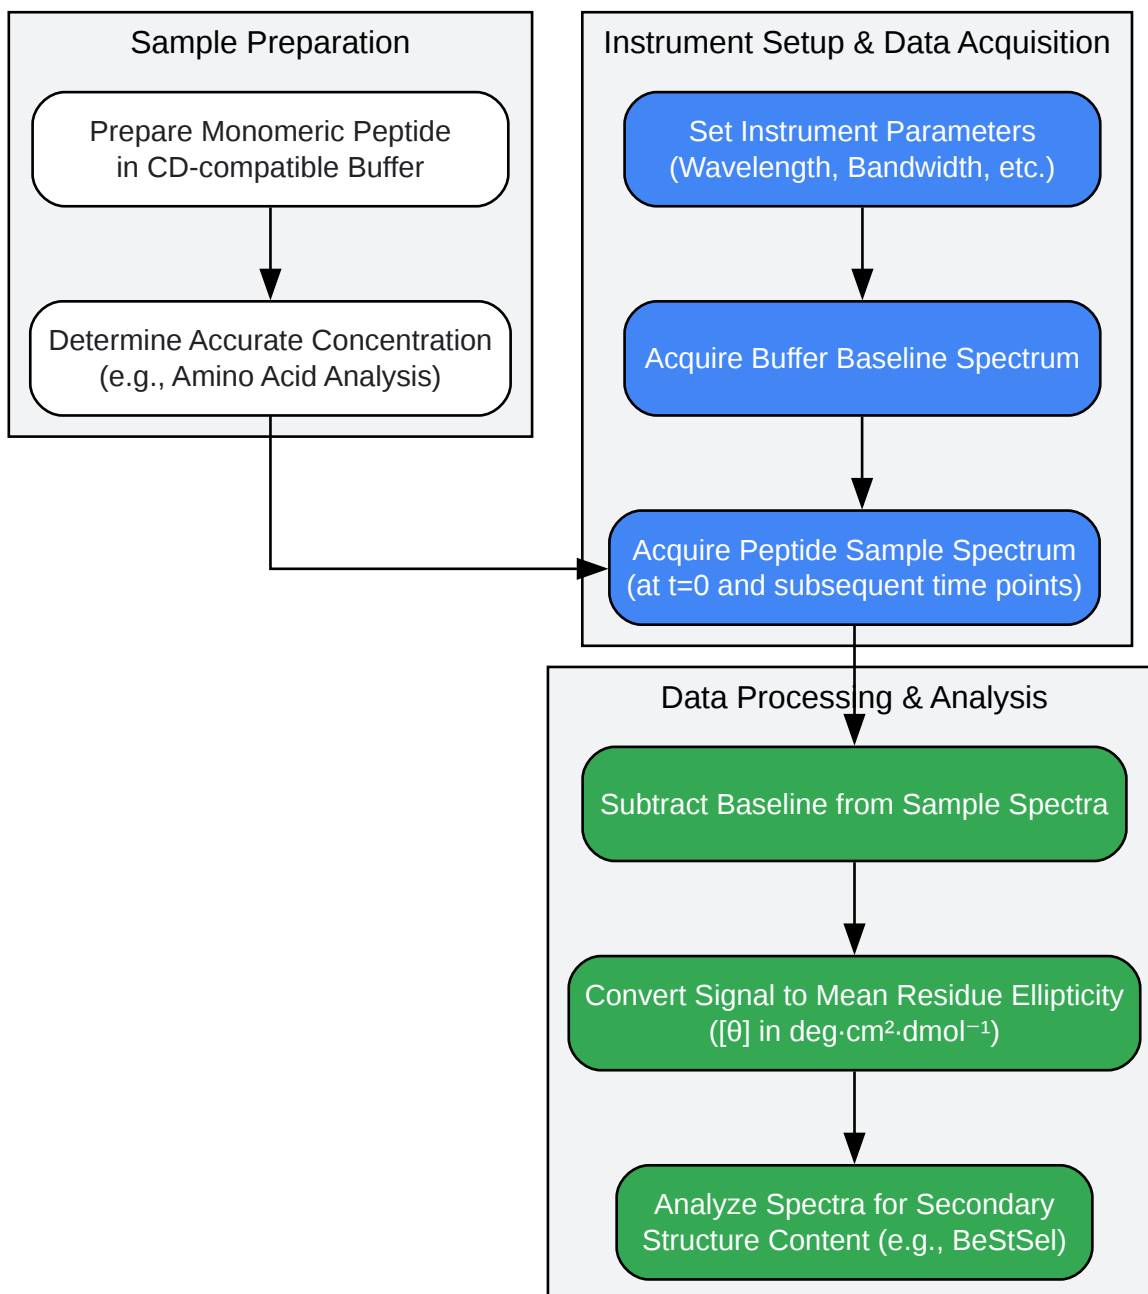 Sample Preparation
Prepare Monomeric Peptide
in CD-compatible Buffer
Determine Accurate Concentration
(e.g., Amino Acid Analysis)
Instrument Setup & Data Acquisition
Set Instrument Parameters
(Wavelength, Bandwidth, etc.)
Acquire Buffer Baseline Spectrum
Acquire Peptide Sample Spectrum
(at t=0 and subsequent time points)
Data Processing & Analysis
Subtract Baseline from Sample Spectra
Convert Signal to Mean Residue Ellipticity
([θ] in deg·cm²·dmol⁻¹)
Analyze Spectra for Secondary
Structure Content (e.g., BeStSel)